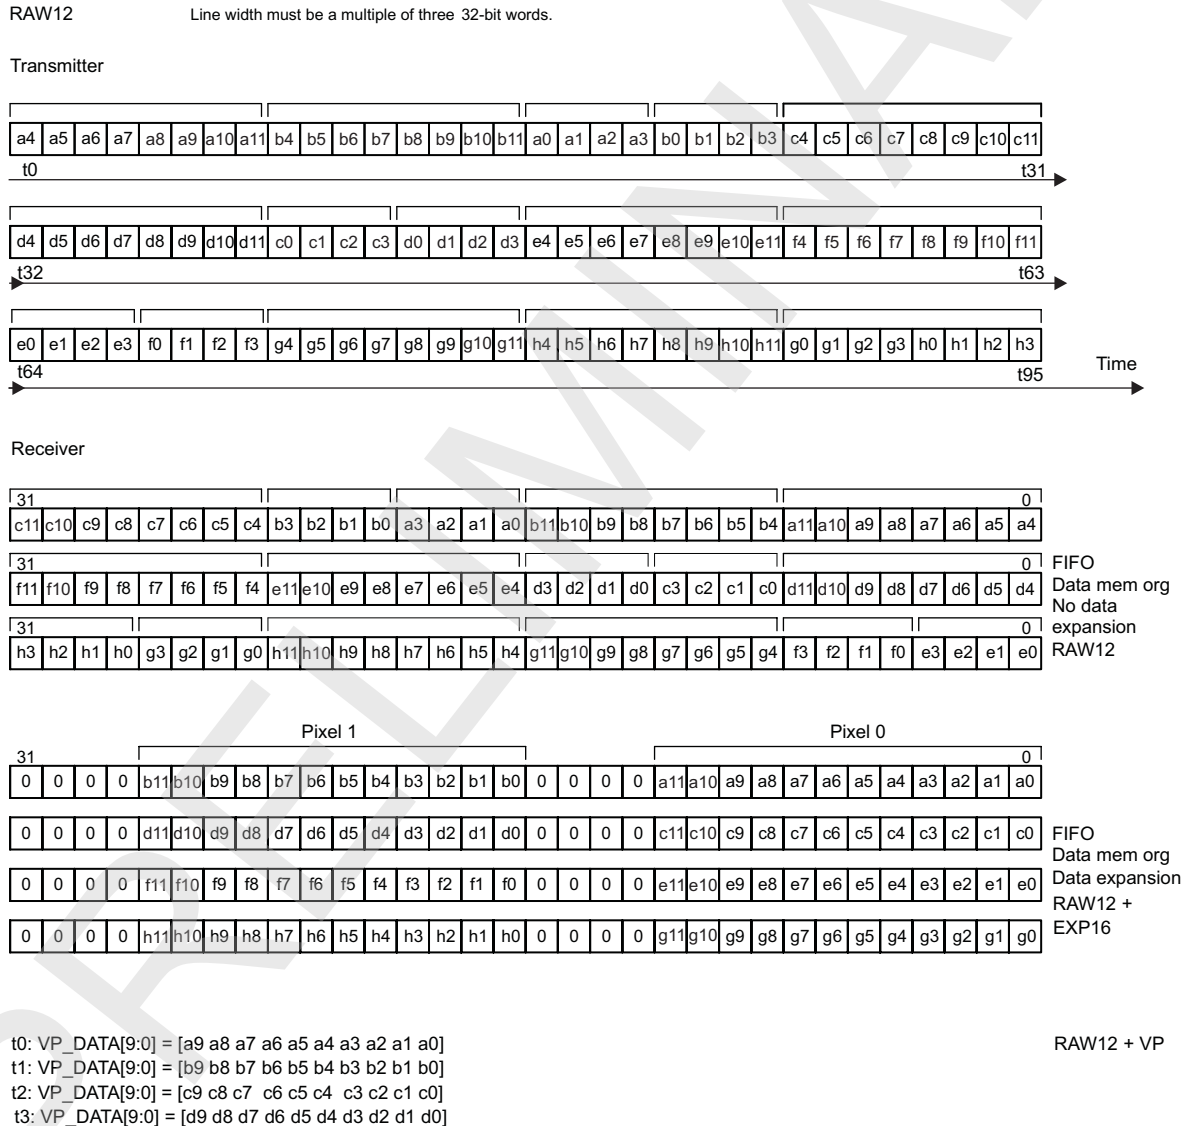 RAW12 Line width must be a multiple of three 32-bit words.
Transmitter
a4 a5 a6 a7 a8 a9 a10 a11 b4 b5 b6 b7 b8 b9 b10 b11 a0 a1 a2 a3 b0 b1 b2 b3 c4 c5 c6 c7 c8 c9 c10 c11
t0 t31
d4 d5 d6 d7 d8 d9 d10 d11 c0 c1 c2 c3 d0 d1 d2 d3 e4 e5 e6 e7 e8 e9 e10 e11 f4 f5 f6 f7 f8 f9 f10 f11
t32 t63
e0 e1 e2 e3 f0 f1 f2 f3 g4 g5 g6 g7 g8 g9 g10 g11 h4 h5 h6 h7 h8 h9 h10 h11 g0 g1 g2 g3 h0 h1 h2 h3
t64 t95 Time
Receiver
31 0
c11 c10 c9 c8 c7 c6 c5 c4 b3 b2 b1 b0 a3 a2 a1 a0 b11 b10 b9 b8 b7 b6 b5 b4 a11 a10 a9 a8 a7 a6 a5 a4
31 0
f11 f10 f9 f8 f7 f6 f5 f4 e11 e10 e9 e8 e7 e6 e5 e4 d3 d2 d1 d0 c3 c2 c1 c0 d11 d10 d9 d8 d7 d6 d5 d4
31 0
h3 h2 h1 h0 g3 g2 g1 g0 h11 h10 h9 h8 h7 h6 h5 h4 g11 g10 g9 g8 g7 g6 g5 g4 f3 f2 f1 f0 e3 e2 e1 e0
FIFO
Data mem org
No data
expansion
RAW12
Pixel 1 Pixel 0
31 0
0 0 0 0 b11 b10 b9 b8 b7 b6 b5 b4 b3 b2 b1 b0 0 0 0 0 a11 a10 a9 a8 a7 a6 a5 a4 a3 a2 a1 a0
0 0 0 0 d11 d10 d9 d8 d7 d6 d5 d4 d3 d2 d1 d0 0 0 0 0 c11 c10 c9 c8 c7 c6 c5 c4 c3 c2 c1 c0
0 0 0 0 f11 f10 f9 f8 f7 f6 f5 f4 f3 f2 f1 f0 0 0 0 0 e11 e10 e9 e8 e7 e6 e5 e4 e3 e2 e1 e0
0 0 0 0 h11 h10 h9 h8 h7 h6 h5 h4 h3 h2 h1 h0 0 0 0 0 g11 g10 g9 g8 g7 g6 g5 g4 g3 g2 g1 g0
FIFO
Data mem org
Data expansion
RAW12 +
EXP16
t0: VP_DATA[9:0] = [a9 a8 a7 a6 a5 a4 a3 a2 a1 a0] RAW12 + VP
t1: VP_DATA[9:0] = [b9 b8 b7 b6 b5 b4 b3 b2 b1 b0]
t2: VP_DATA[9:0] = [c9 c8 c7 c6 c5 c4 c3 c2 c1 c0]
t3: VP_DATA[9:0] = [d9 d8 d7 d6 d5 d4 d3 d2 d1 d0]